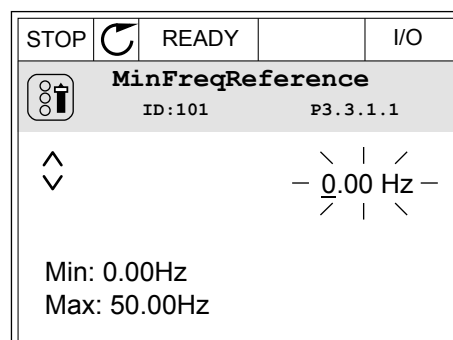 STOP READY I/O
MinFreqReference
ID:101 P3.3.1.1
0.00 Hz
Min: 0.00Hz
Max: 50.00Hz